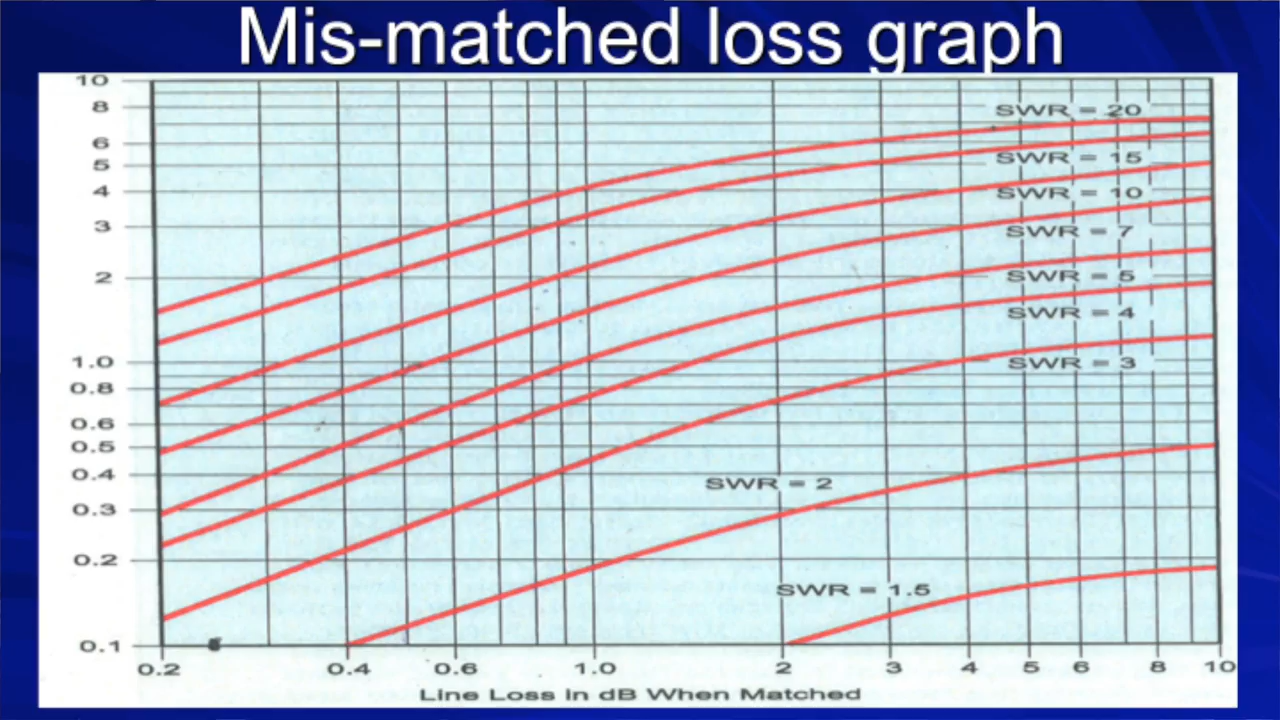 Mis-matched loss graph
10
8
6
5
4
3
2
1.0
0.8
0.6
0.5
0.4
0.3
0.2
0.1
SWR = 20
SWR = 15
SWR = 10
SWR = 7
SWR = 5
SWR = 4
SWR = 3
SWR = 2
SWR = 1.5
0.2 0.4 0.6 1.0 2 3 4 5 6 8 10
Line Loss in dB When Matched